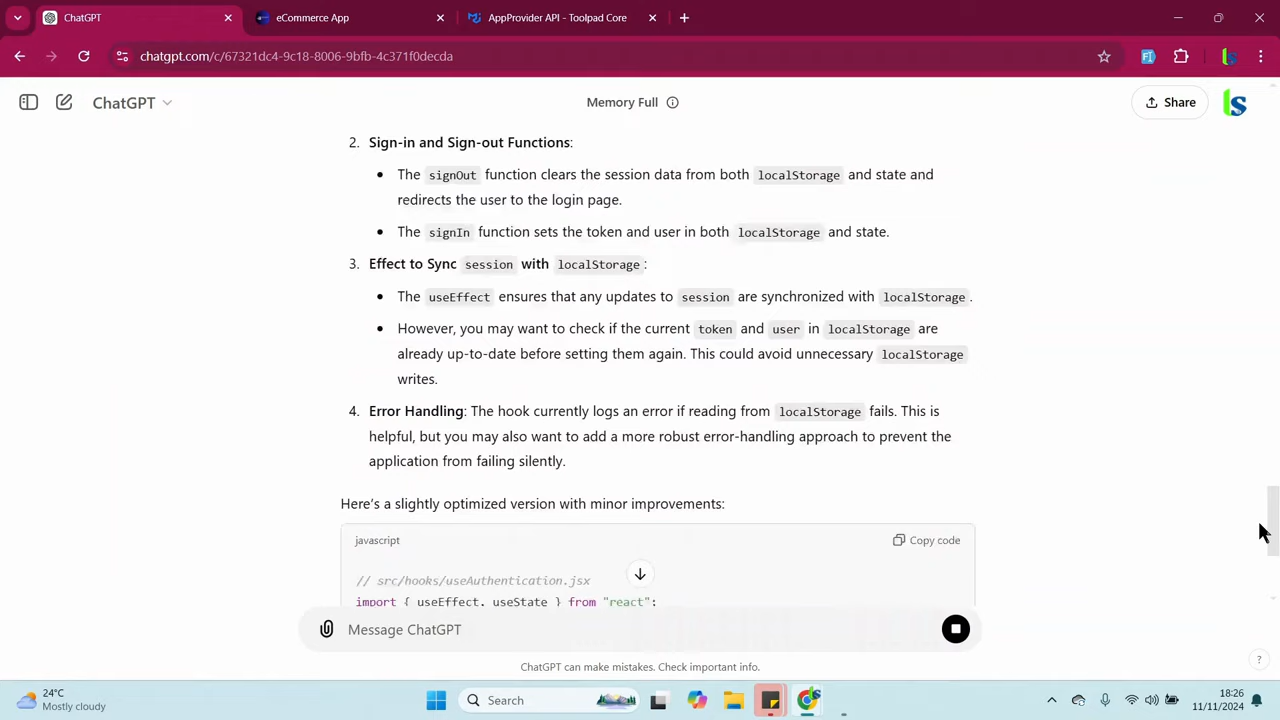 ChatGPT
eCommerce App
AppProvider API - Toolpad Core
chatgpt.com/c/67321dc4-9c18-8006-9bfb-4c371f0decda
ChatGPT
Memory Full
Share
2. Sign-in and Sign-out Functions:
• The signOut function clears the session data from both localStorage and state and
redirects the user to the login page.
• The signIn function sets the token and user in both localStorage and state.
3. Effect to Sync session with localStorage:
• The useEffect ensures that any updates to session are synchronized with localStorage.
• However, you may want to check if the current token and user in localStorage are
already up-to-date before setting them again. This could avoid unnecessary localStorage
writes.
4. Error Handling: The hook currently logs an error if reading from localStorage fails. This is
helpful, but you may also want to add a more robust error-handling approach to prevent the
application from failing silently.
Here's a slightly optimized version with minor improvements:
javascript
Copy code
// src/hooks/useAuthentication.jsx
import { useEffect, useState } from "react";
Message ChatGPT
ChatGPT can make mistakes. Check important info.
?
24°C
Mostly cloudy
Search
18:26
11/11/2024